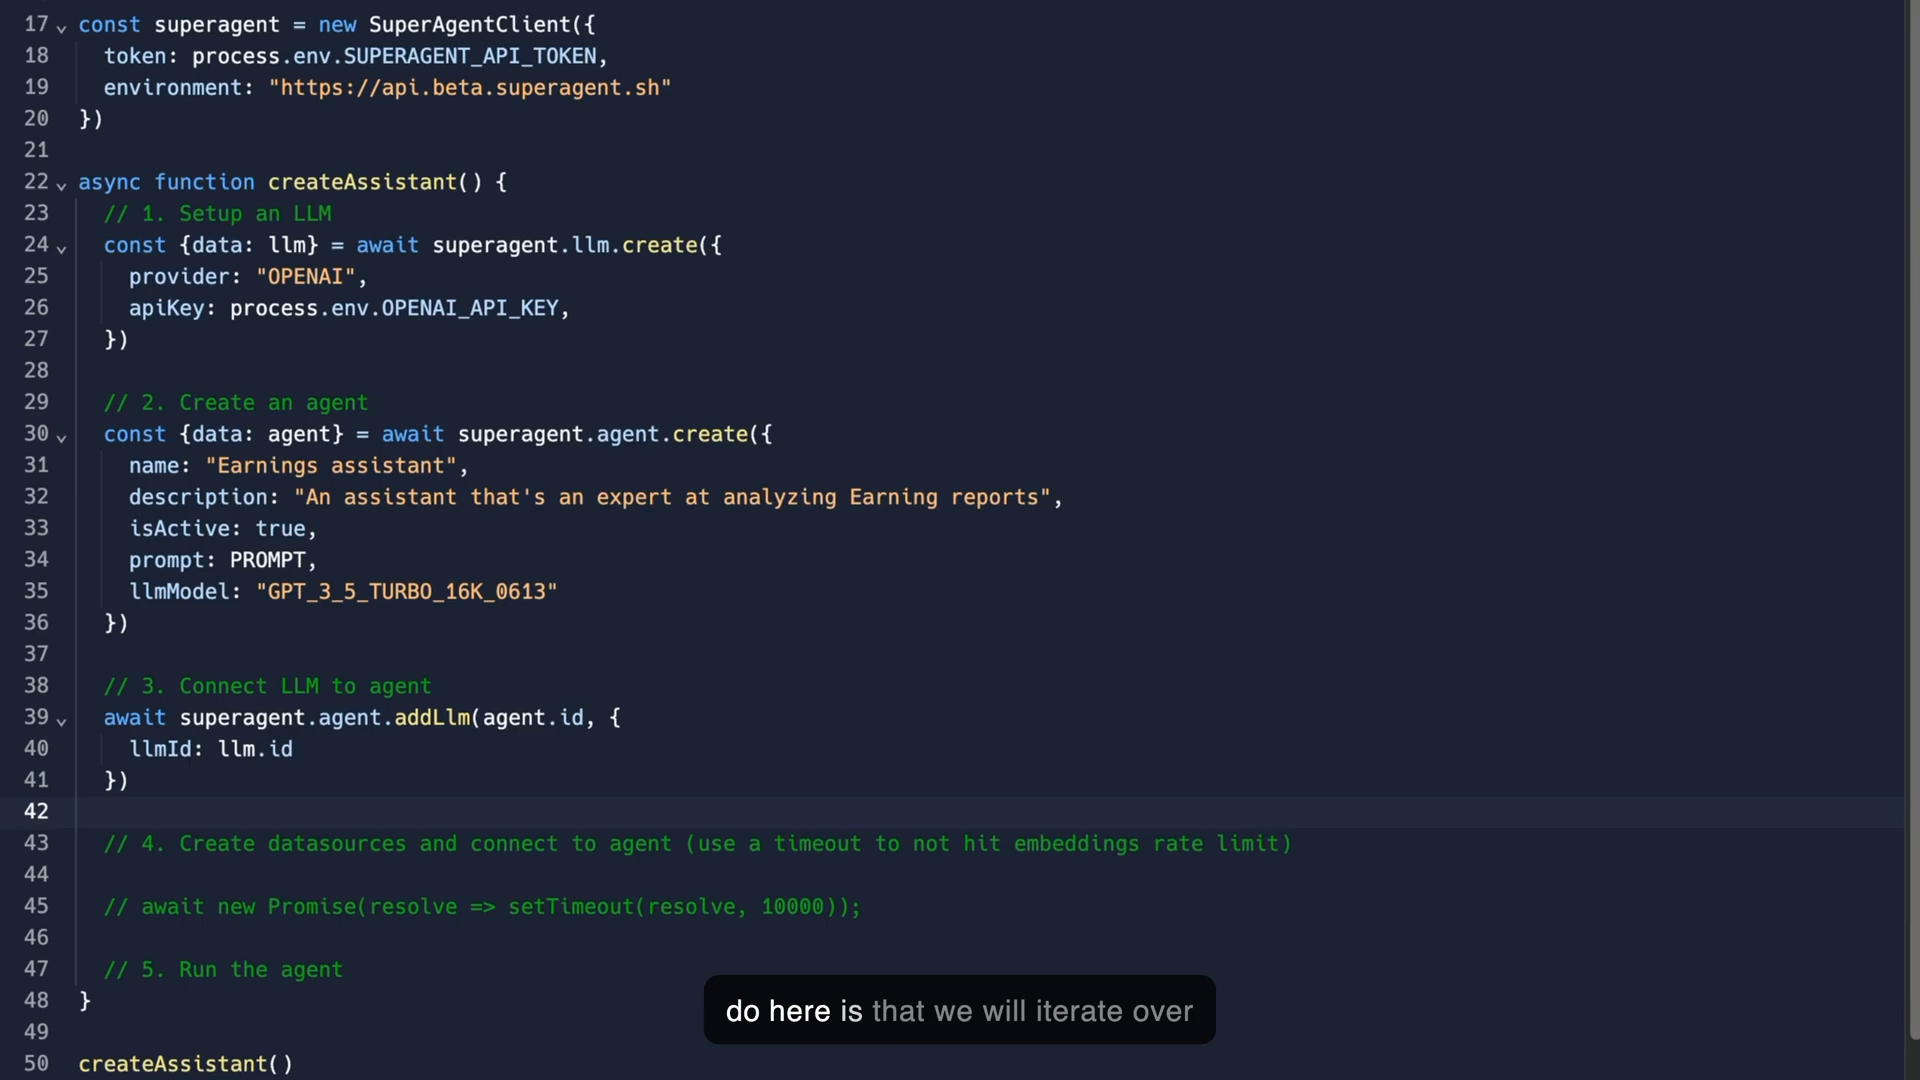 17 const superagent = new SuperAgentClient({
18 token: process.env.SUPERAGENT_API_TOKEN,
19 environment: "https://api.beta.superagent.sh"
20 })
21
22 async function createAssistant() {
23 // 1. Setup an LLM
24 const {data: llm} = await superagent.llm.create({
25 provider: "OPENAI",
26 apiKey: process.env.OPENAI_API_KEY,
27 })
28
29 // 2. Create an agent
30 const {data: agent} = await superagent.agent.create({
31 name: "Earnings assistant",
32 description: "An assistant that's an expert at analyzing Earning reports",
33 isActive: true,
34 prompt: PROMPT,
35 llmModel: "GPT_3_5_TURBO_16K_0613"
36 })
37
38 // 3. Connect LLM to agent
39 await superagent.agent.addLlm(agent.id, {
40 llmId: llm.id
41 })
42
43 // 4. Create datasources and connect to agent (use a timeout to not hit embeddings rate limit)
44
45 // await new Promise(resolve => setTimeout(resolve, 10000));
46
47 // 5. Run the agent
48 }
do here is that we will iterate over
49
50 createAssistant()